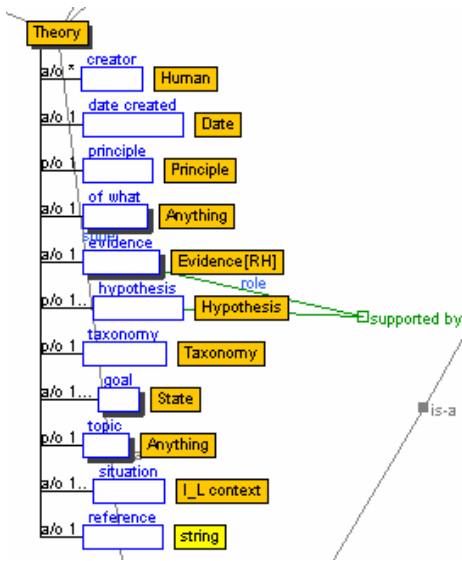 Theory
creator
a/o * Human
date created
a/o 1 Date
principle
p/o 1 Principle
of what
a/o 1 Anything
super
evidence
a/o 1 Evidence[RH]
role
hypothesis
p/o 1.. Hypothesis
supported by
taxonomy
p/o 1 Taxonomy
goal
a/o 1... State
is-a
topic
p/o 1 Anything
situation
a/o 1.. I_L context
reference
a/o 1 string